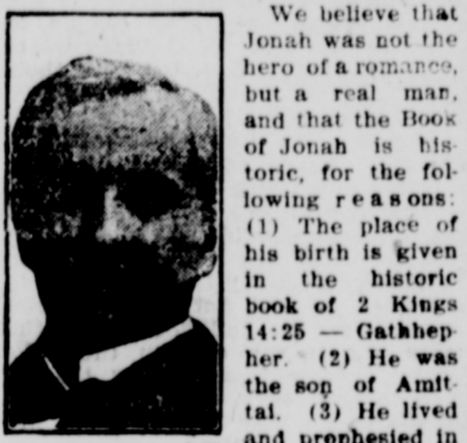 We believe that
Jonah was not the
hero of a romance,
but a real man,
and that the Book
of Jonah is his-
toric, for the fol-
lowing reasons:
(1) The place of
his birth is given
in the historic
book of 2 Kings
14:25 — Gathhep-
her. (2) He was
the son of Amit-
tai. (3) He lived
and prophesied in